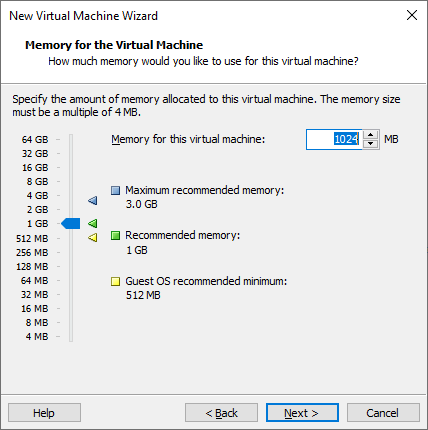 New Virtual Machine Wizard
Memory for the Virtual Machine
How much memory would you like to use for this virtual machine?
Specify the amount of memory allocated to this virtual machine. The memory size
must be a multiple of 4 MB.
64 GB
32 GB
16 GB
8 GB
4 GB
2 GB
1 GB
512 MB
256 MB
128 MB
64 MB
32 MB
16 MB
8 MB
4 MB
Memory for this virtual machine: 1024 MB
Maximum recommended memory:
3.0 GB
Recommended memory:
1 GB
Guest OS recommended minimum:
512 MB
Help < Back Next > Cancel